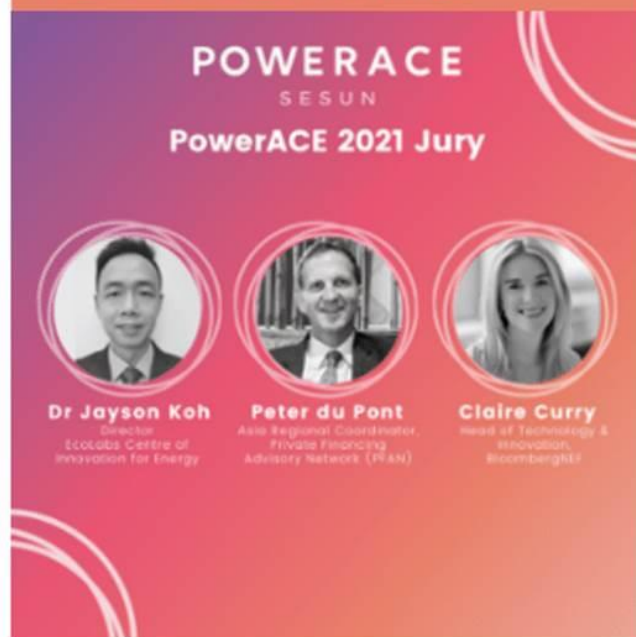 POWERACE
SESUN
PowerACE 2021 Jury
Dr Jayson Koh
Director
EcoLabs Centre of
Innovation for Energy
Peter du Pont
Asia Regional Coordinator,
Private Financing
Advisory Network (PFAN)
Claire Curry
Head of Technology &
Innovation,
BloombergNEF